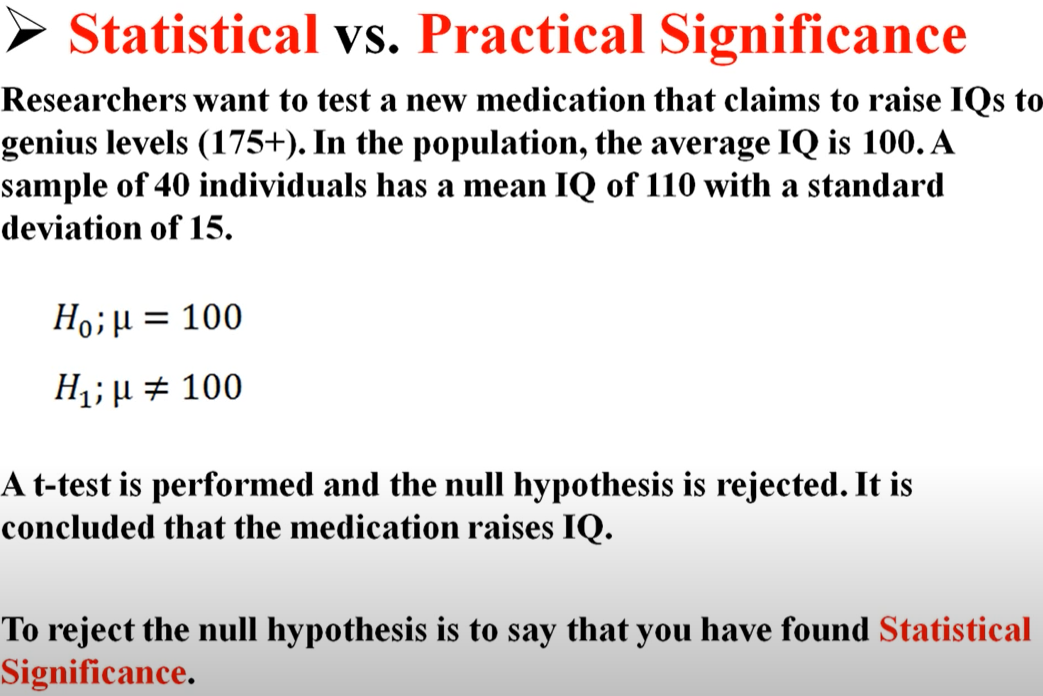 ➢ Statistical vs. Practical Significance
Researchers want to test a new medication that claims to raise IQs to
genius levels (175+). In the population, the average IQ is 100. A
sample of 40 individuals has a mean IQ of 110 with a standard
deviation of 15.
H₀; μ = 100
H₁; μ ≠ 100
A t-test is performed and the null hypothesis is rejected. It is
concluded that the medication raises IQ.
To reject the null hypothesis is to say that you have found Statistical
Significance.